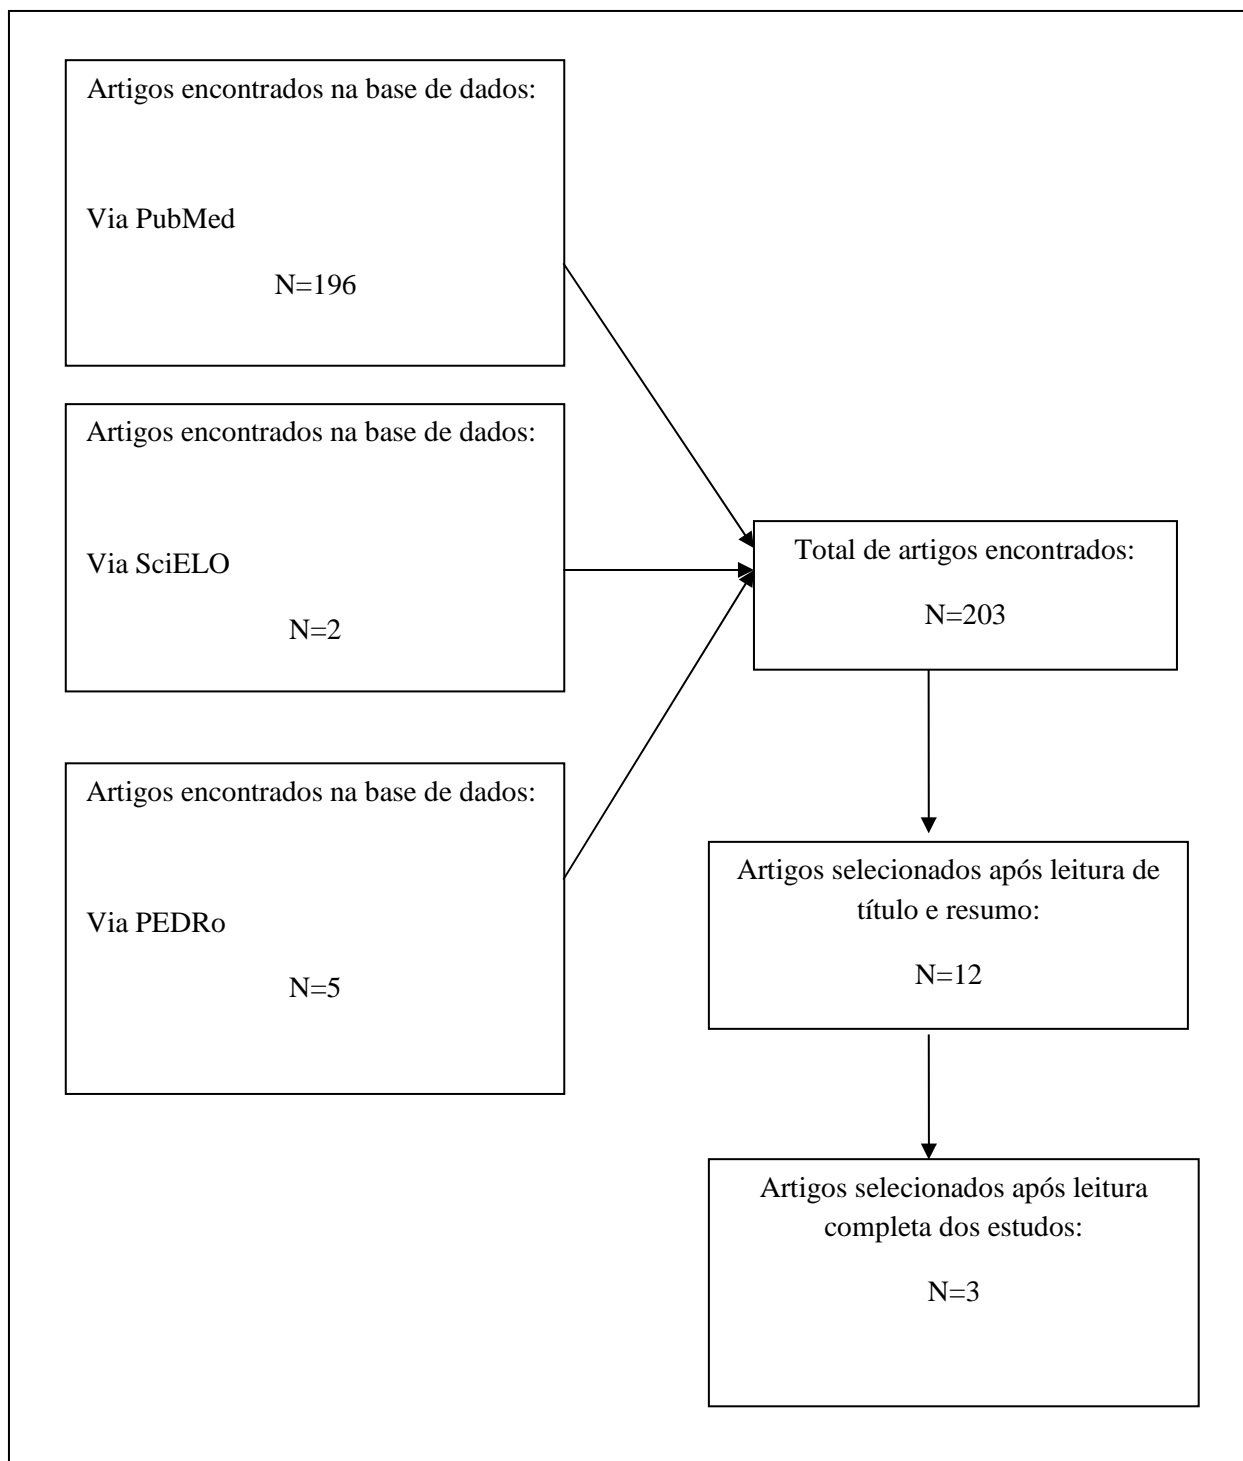 Artigos encontrados na base de dados:
Via PubMed
N=196
Artigos encontrados na base de dados:
Via SciELO
N=2
Artigos encontrados na base de dados:
Via PEDRo
N=5
Total de artigos encontrados:
N=203
Artigos selecionados após leitura de
título e resumo:
N=12
Artigos selecionados após leitura
completa dos estudos:
N=3